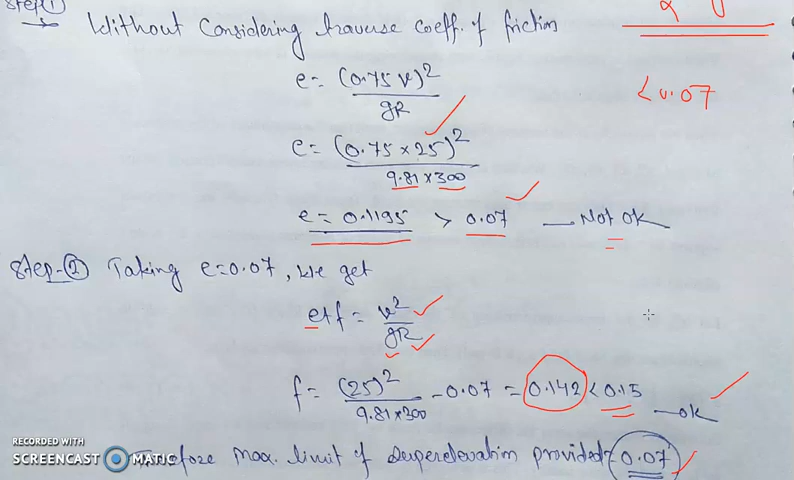 Step ①
α
→ Without Considering traverse coeff. of friction
e = (0.75 v)²
gR
< 0.07
e = (0.75 × 25)²
9.81 × 300
e = 0.1195 > 0.07 — Not OK
Step-② Taking e=0.07, we get
e+f = v²
gR
f = (25)² - 0.07 = 0.142 < 0.15 — OK
9.81×300
RECORDED WITH
SCREENCAST MATIC
Therefore max. limit of superelevation provided = 0.07